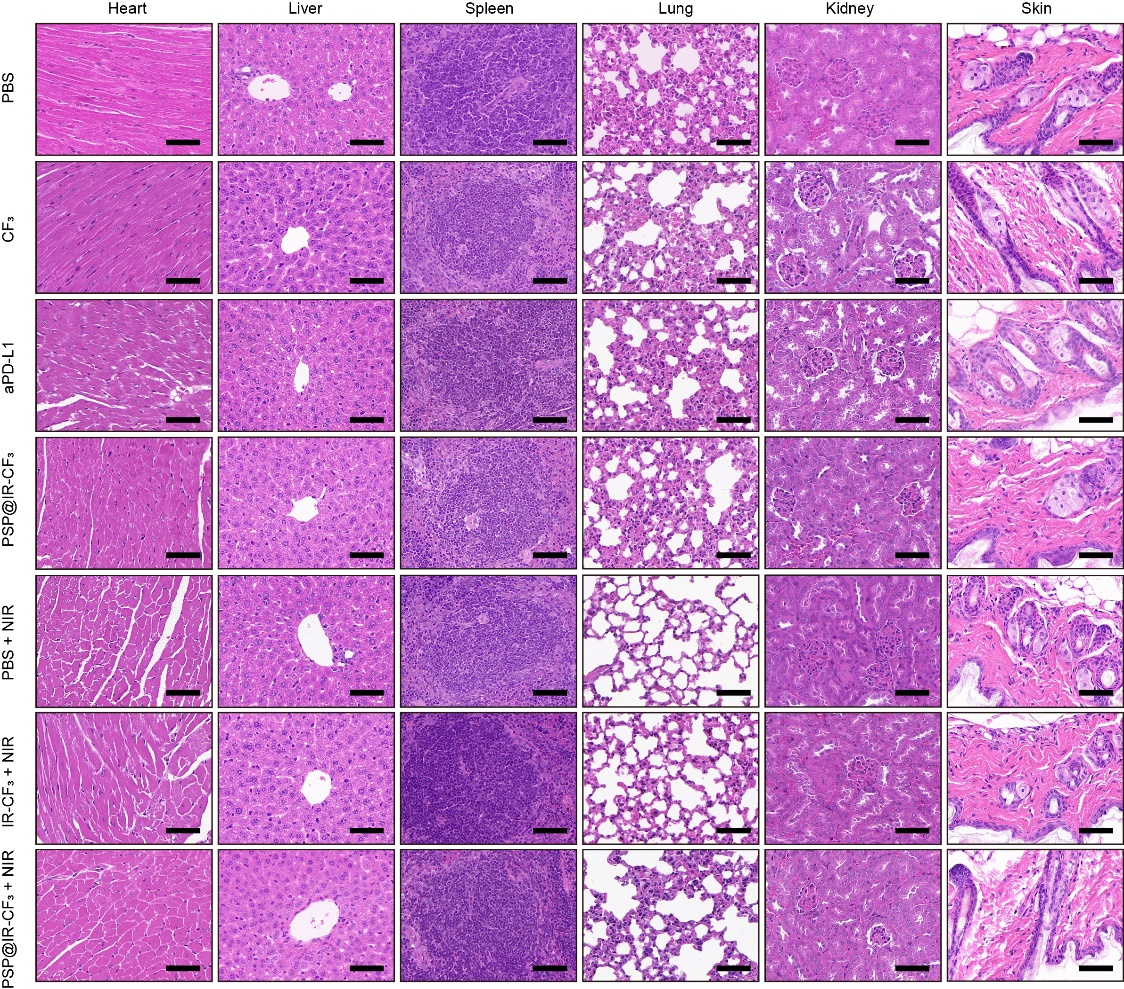 Heart Liver Spleen Lung Kidney Skin
PBS
CF₃
aPD-L1
PSP@IR-CF₃
PBS + NIR
IR-CF₃ + NIR
PSP@IR-CF₃ + NIR